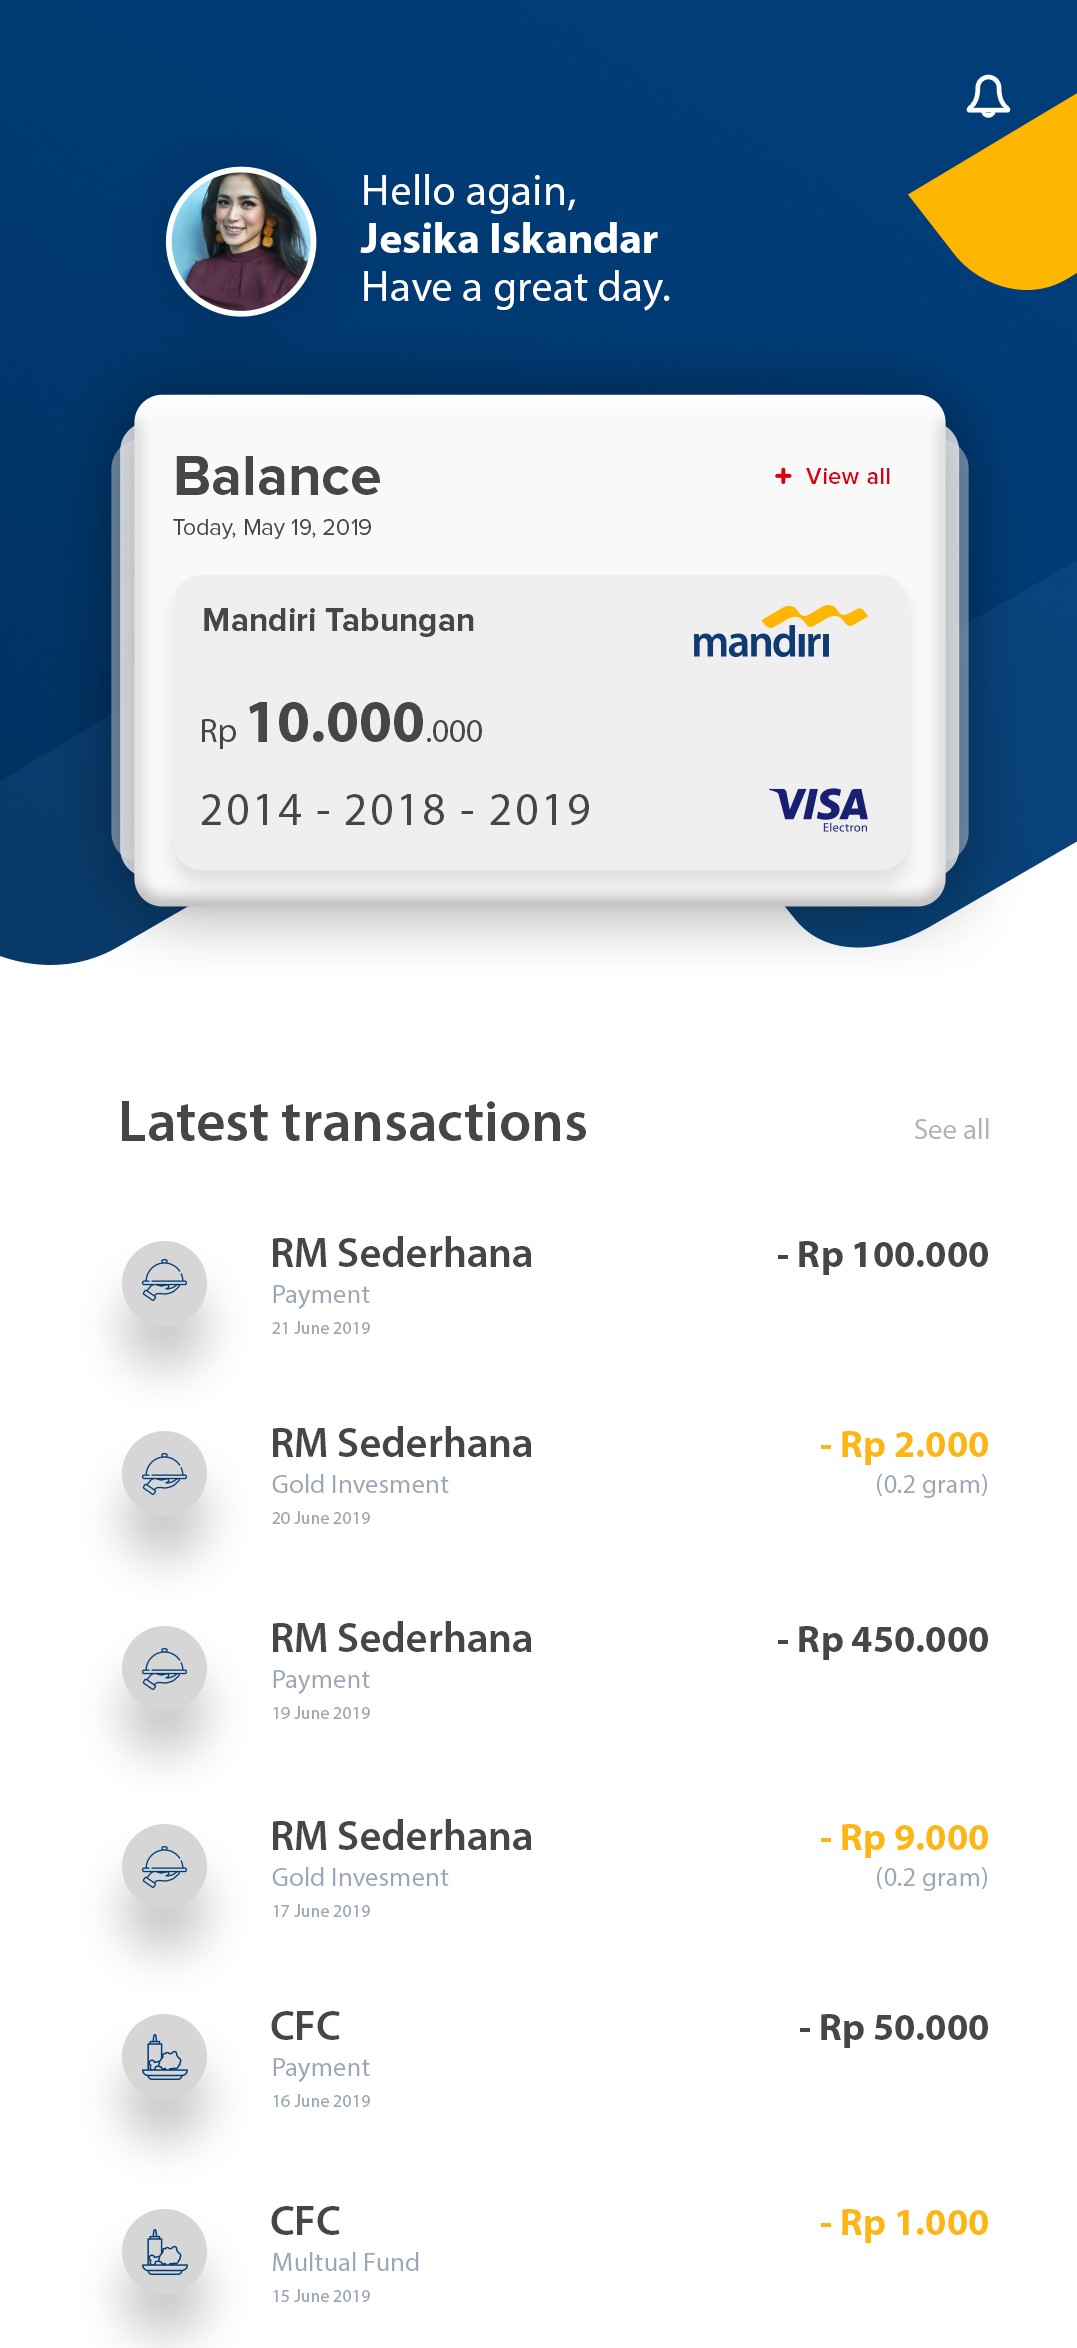 Hello again,
Jesika Iskandar
Have a great day.
Balance
+ View all
Today, May 19, 2019
Mandiri Tabungan
mandiri
Rp 10.000.000
2014 - 2018 - 2019
VISA
Electron
Latest transactions
See all
RM Sederhana
- Rp 100.000
Payment
21 June 2019
RM Sederhana
- Rp 2.000
Gold Invesment
(0.2 gram)
20 June 2019
RM Sederhana
- Rp 450.000
Payment
19 June 2019
RM Sederhana
- Rp 9.000
Gold Invesment
(0.2 gram)
17 June 2019
CFC
- Rp 50.000
Payment
16 June 2019
CFC
- Rp 1.000
Multual Fund
15 June 2019